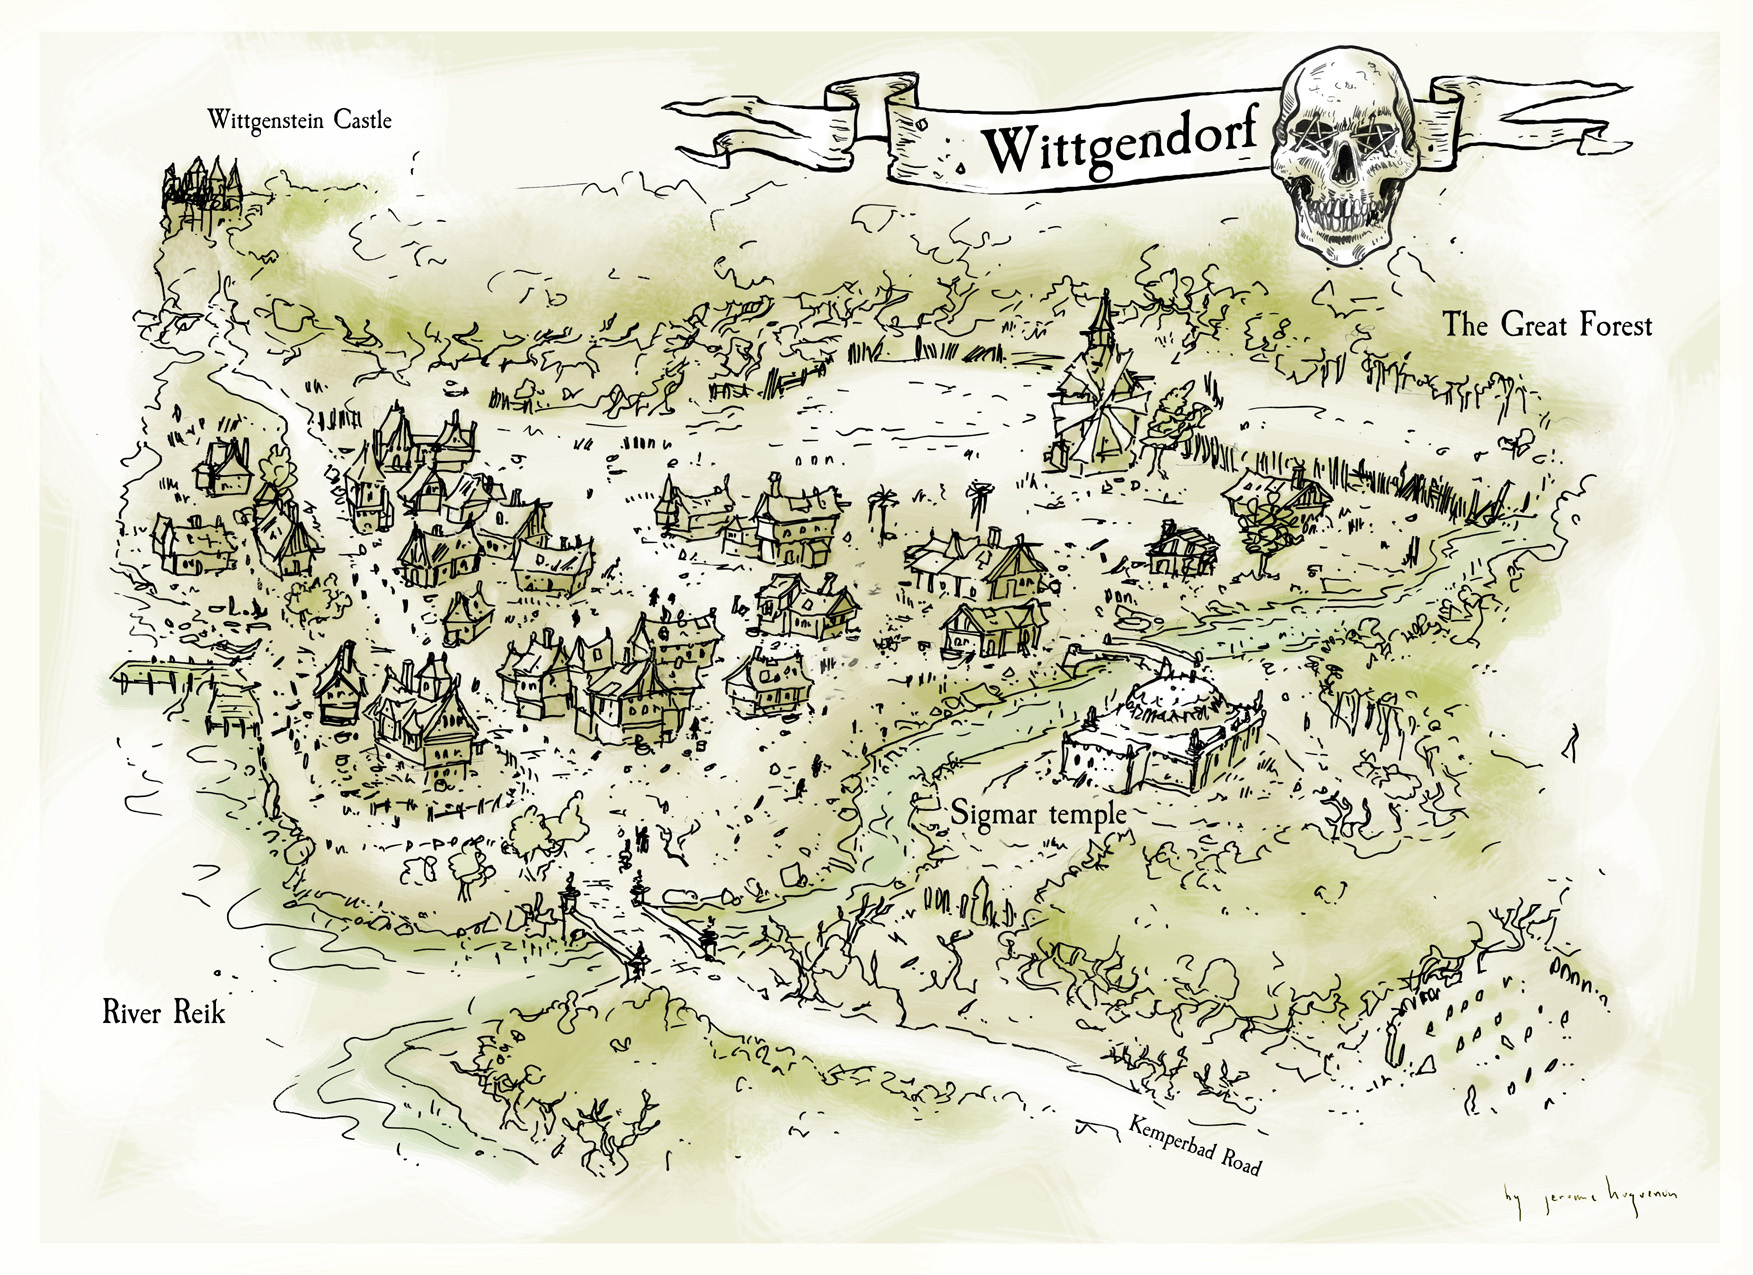 Wittgenstein Castle
Wittgendorf
The Great Forest
Sigmar temple
River Reik
Kemperbad Road
by jerome huguenin